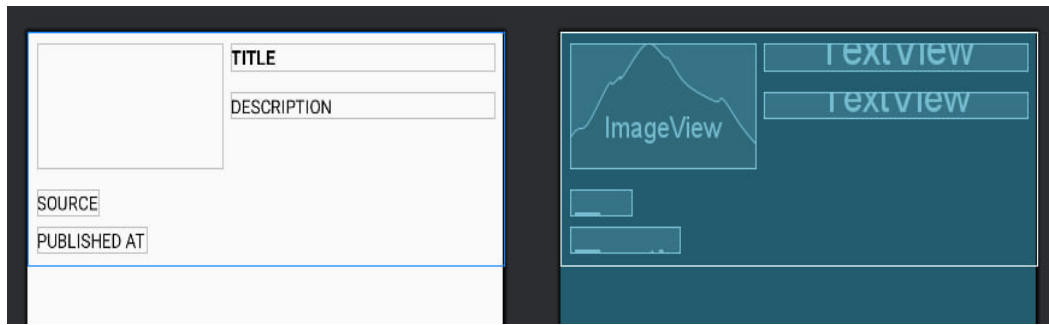 TITLE
DESCRIPTION
SOURCE
PUBLISHED AT
TextView
TextView
ImageView